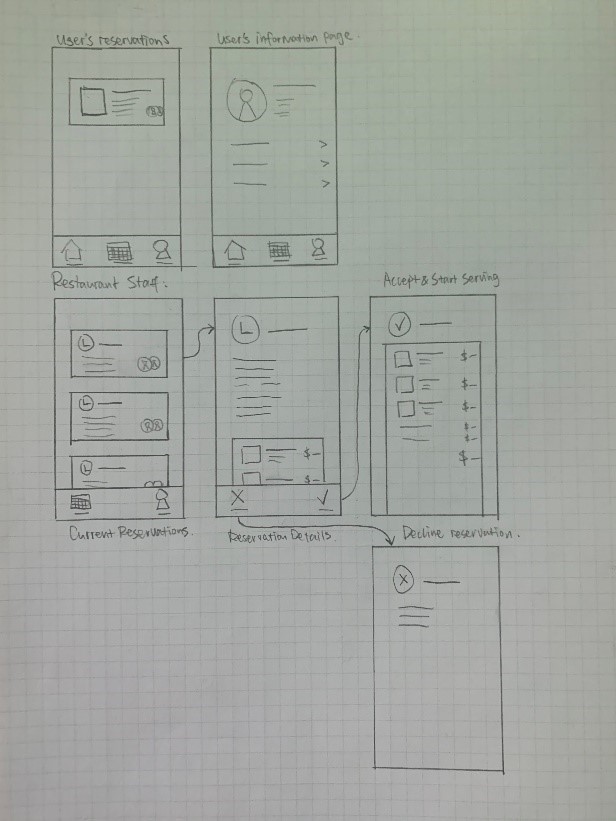 User's reservations
User's information page.
Restaurant Staff:
Accept & Start serving
$-
$-
$-
$-
$-
$-
$-
$-
Current Reservations.
Reservation Details.
Decline reservation.